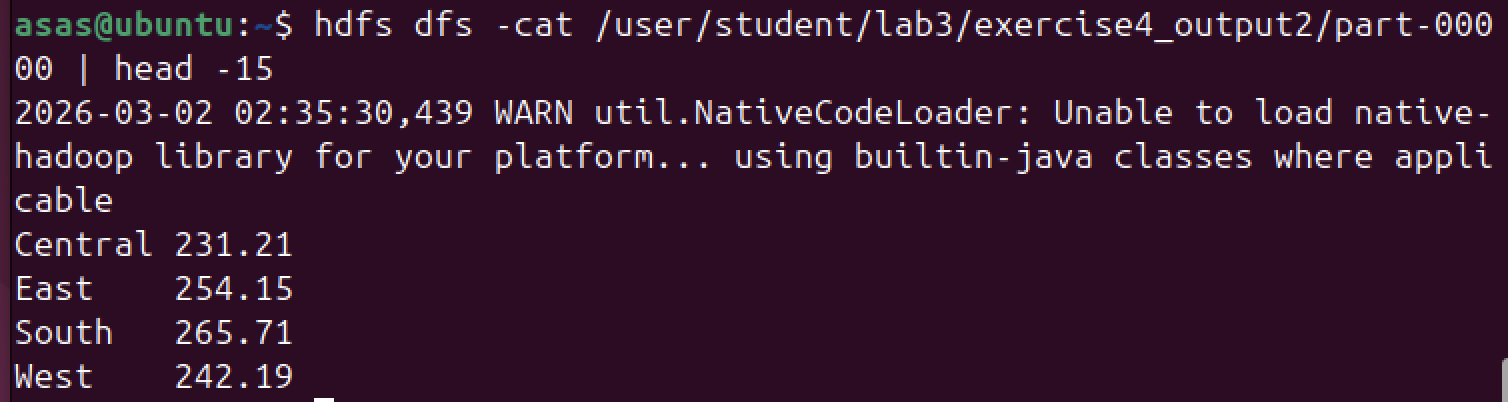 asas@ubuntu:~$ hdfs dfs -cat /user/student/lab3/exercise4_output2/part-000
00 | head -15
2026-03-02 02:35:30,439 WARN util.NativeCodeLoader: Unable to load native-
hadoop library for your platform... using builtin-java classes where appli
cable
Central 231.21
East    254.15
South   265.71
West    242.19